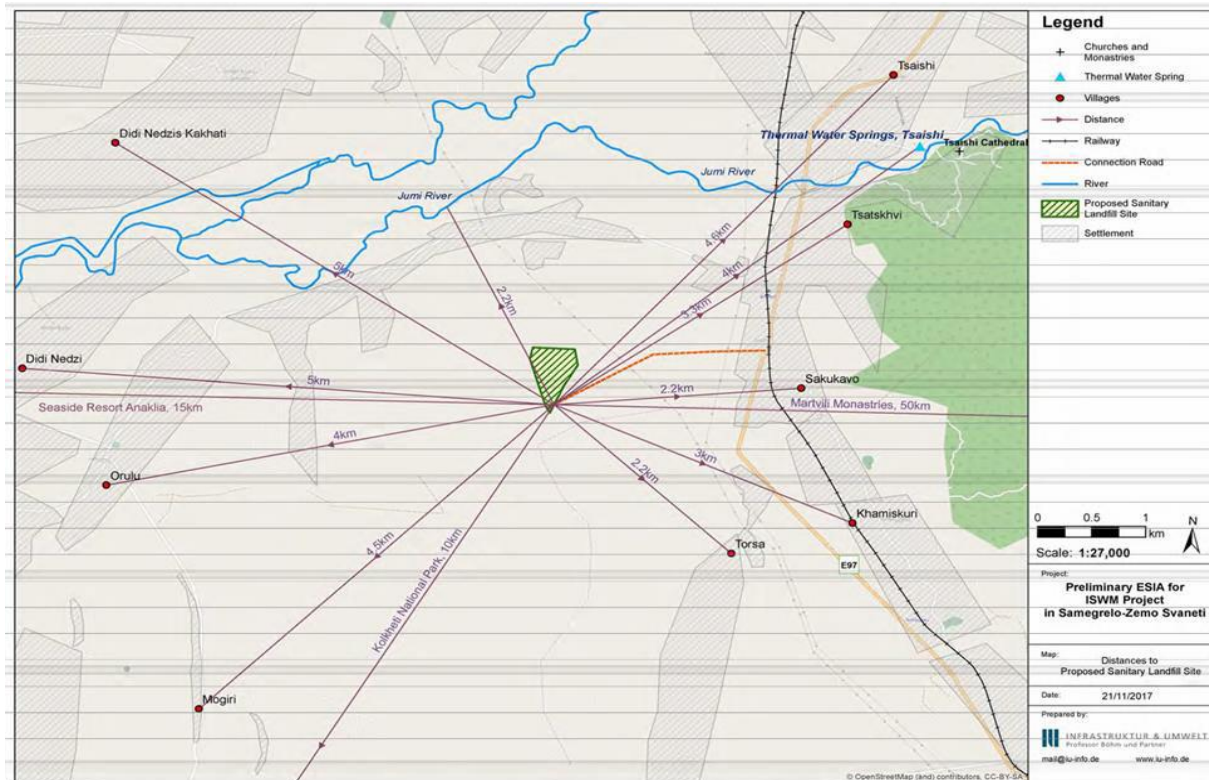 Tsaishi
Didi Nedzis Kakhati
Thermal Water Springs, Tsaishi
Tsaishi Cathedral
Jumi River
Jumi River
Tsatskhvi
4.6km
4km
3.3km
5km
2.2km
Didi Nedzi
5km
2.2km
Sakukavo
Seaside Resort Anaklia, 15km
Martvili Monastries, 50km
4km
3km
2.2km
Orulu
Khamiskuri
4.5km
Kolkheti National Park, 10km
Torsa
E97
Mogiri
© OpenStreetMap (and) contributors, CC-BY-SA
Legend
Churches and
Monastries
Thermal Water Spring
Villages
Distance
Railway
Connection Road
River
Proposed Sanitary
Landfill Site
Settlement
0 0.5 1
km
N
Scale: 1:27,000
Project:
Preliminary ESIA for
ISWM Project
in Samegrelo-Zemo Svaneti
Map:
Distances to
Proposed Sanitary Landfill Site
Date: 21/11/2017
Prepared by:
INFRASTRUKTUR & UMWELT
Professor Böhm und Partner
mail@iu-info.de www.iu-info.de